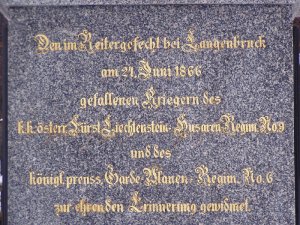 Den im Reitergefecht bei Langenbruck
am 24. Juni 1866
gefallenen Kriegern des
k.k.österr. Fürst Liechtenstein-Husaren Regim. No 9
und des
königl. preuss. Garde Ulanen-Regim. No. 6
zur ehrenden Erinnerung gewidmet.